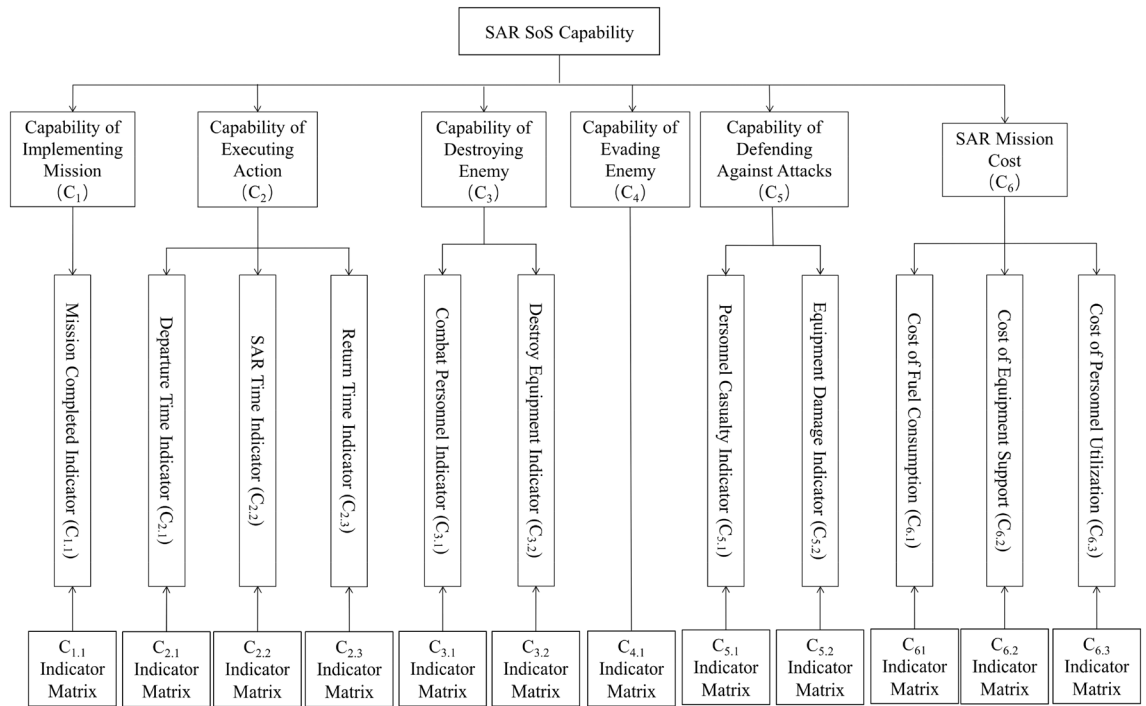 SAR SoS Capability
Capability of
Implementing
Mission
(C1)
Capability of
Executing
Action
(C2)
Capability of
Destroying
Enemy
(C3)
Capability of
Evading
Enemy
(C4)
Capability of
Defending
Against Attacks
(C5)
SAR Mission
Cost
(C6)
Mission Completed Indicator (C1.1)
Departure Time Indicator (C2.1)
SAR Time Indicator (C2.2)
Return Time Indicator (C2.3)
Combat Personnel Indicator (C3.1)
Destroy Equipment Indicator (C3.2)
Personnel Casualty Indicator (C5.1)
Equipment Damage Indicator (C5.2)
Cost of Fuel Consumption (C6.1)
Cost of Equipment Support (C6.2)
Cost of Personnel Utilization (C6.3)
C1.1
Indicator
Matrix
C2.1
Indicator
Matrix
C2.2
Indicator
Matrix
C2.3
Indicator
Matrix
C3.1
Indicator
Matrix
C3.2
Indicator
Matrix
C4.1
Indicator
Matrix
C5.1
Indicator
Matrix
C5.2
Indicator
Matrix
C61
Indicator
Matrix
C6.2
Indicator
Matrix
C6.3
Indicator
Matrix